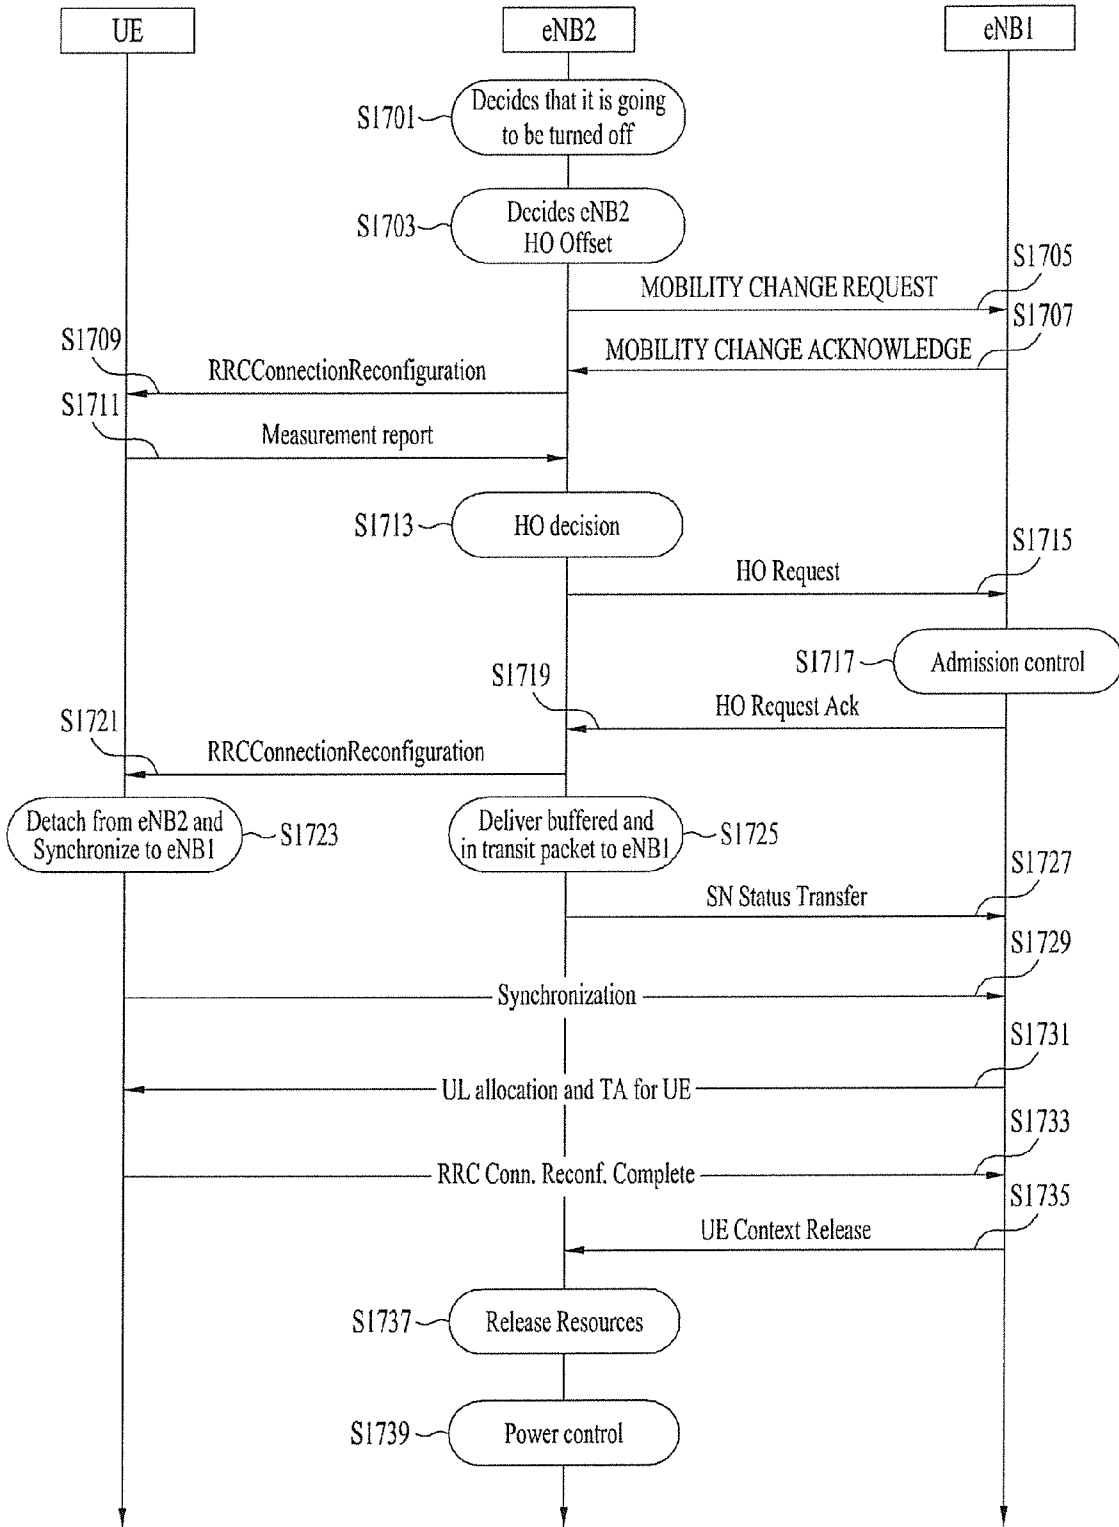 UE
eNB2
eNB1
S1701
Decides that it is going
to be turned off
S1703
Decides eNB2
HO Offset
S1705
MOBILITY CHANGE REQUEST
S1707
MOBILITY CHANGE ACKNOWLEDGE
S1709
RRCConnectionReconfiguration
S1711
Measurement report
S1713
HO decision
S1715
HO Request
S1717
Admission control
S1719
HO Request Ack
S1721
RRCConnectionReconfiguration
Detach from eNB2 and
Synchronize to eNB1
S1723
Deliver buffered and
in transit packet to eNB1
S1725
S1727
SN Status Transfer
S1729
Synchronization
S1731
UL allocation and TA for UE
S1733
RRC Conn. Reconf. Complete
S1735
UE Context Release
S1737
Release Resources
S1739
Power control